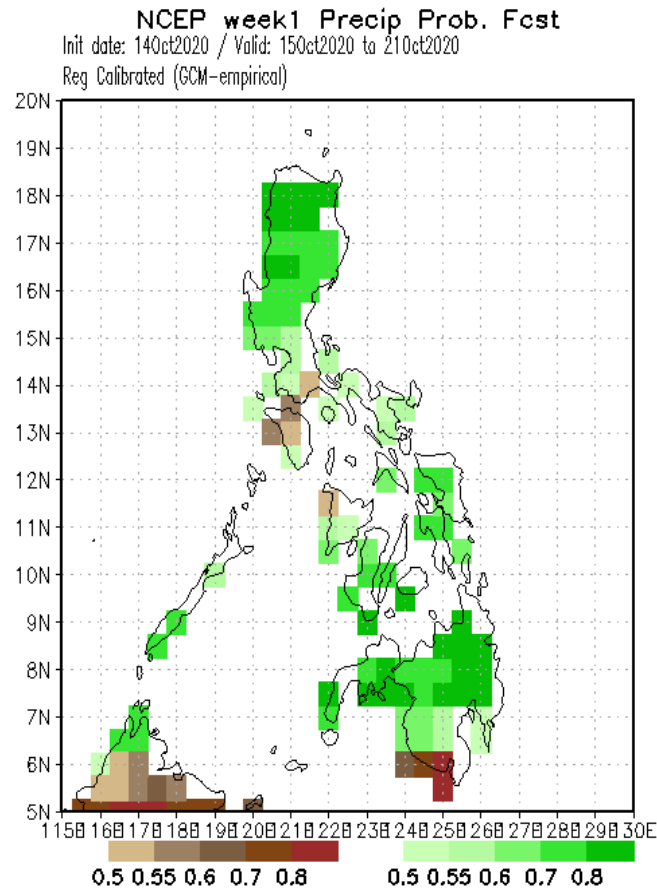 NCEP week1 Precip Prob. Fcst
Init date: 14Oct2020 / Valid: 15Oct2020 to 21Oct2020
Reg Calibrated (GCM-empirical)
20N
19N
18N
17N
16N
15N
14N
13N
12N
11N
10N
9N
8N
7N
6N
5N
115E 116E 117E 118E 119E 120E 121E 122E 123E 124E 125E 126E 127E 128E 129E 130E
0.5 0.55 0.6 0.7 0.8 0.5 0.55 0.6 0.7 0.8